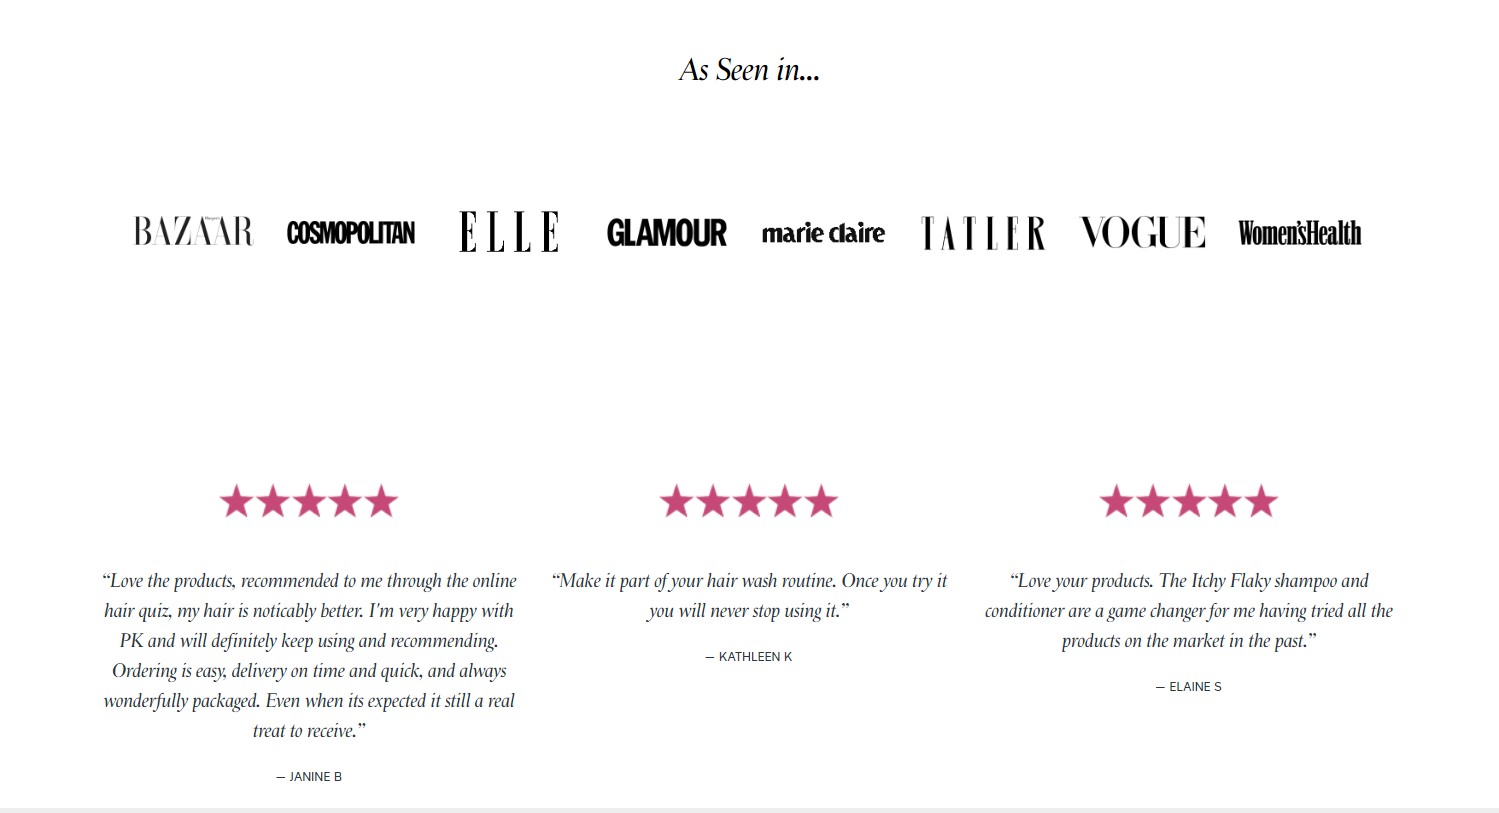 As Seen in...
BAZAAR COSMOPOLITAN ELLE GLAMOUR marie claire TATLER VOGUE Women'sHealth
“Love the products, recommended to me through the online
hair quiz, my hair is noticably better. I'm very happy with
PK and will definitely keep using and recommending.
Ordering is easy, delivery on time and quick, and always
wonderfully packaged. Even when its expected it still a real
treat to receive.”
— JANINE B
“Make it part of your hair wash routine. Once you try it
you will never stop using it.”
— KATHLEEN K
“Love your products. The Itchy Flaky shampoo and
conditioner are a game changer for me having tried all the
products on the market in the past.”
— ELAINE S